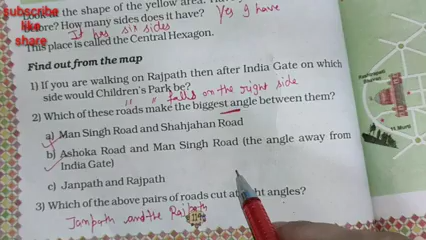 subscribe
like
share
Look at the shape of the yellow area.
before? How many sides does it have? Yes I have
It has six sides
This place is called the Central Hexagon.
Find out from the map
1) If you are walking on Rajpath then after India Gate on which
side would Children's Park be?
" " falls on the right side
2) Which of these roads make the biggest angle between them?
a) Man Singh Road and Shahjahan Road
b) Ashoka Road and Man Singh Road (the angle away from
India Gate)
c) Janpath and Rajpath
3) Which of the above pairs of roads cut at right angles?
Janpath and the Rajpath